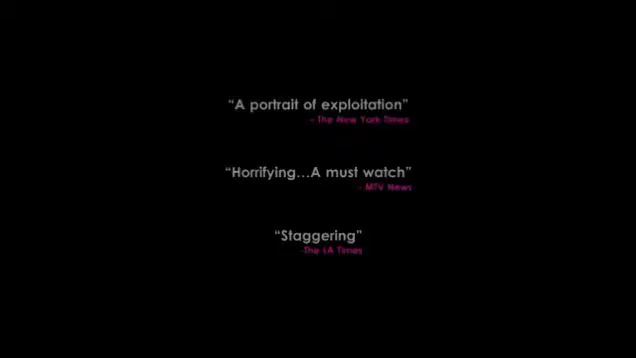 “A portrait of exploitation”
- The New York Times
“Horrifying...A must watch”
- MTV News
“Staggering”
-The LA Times